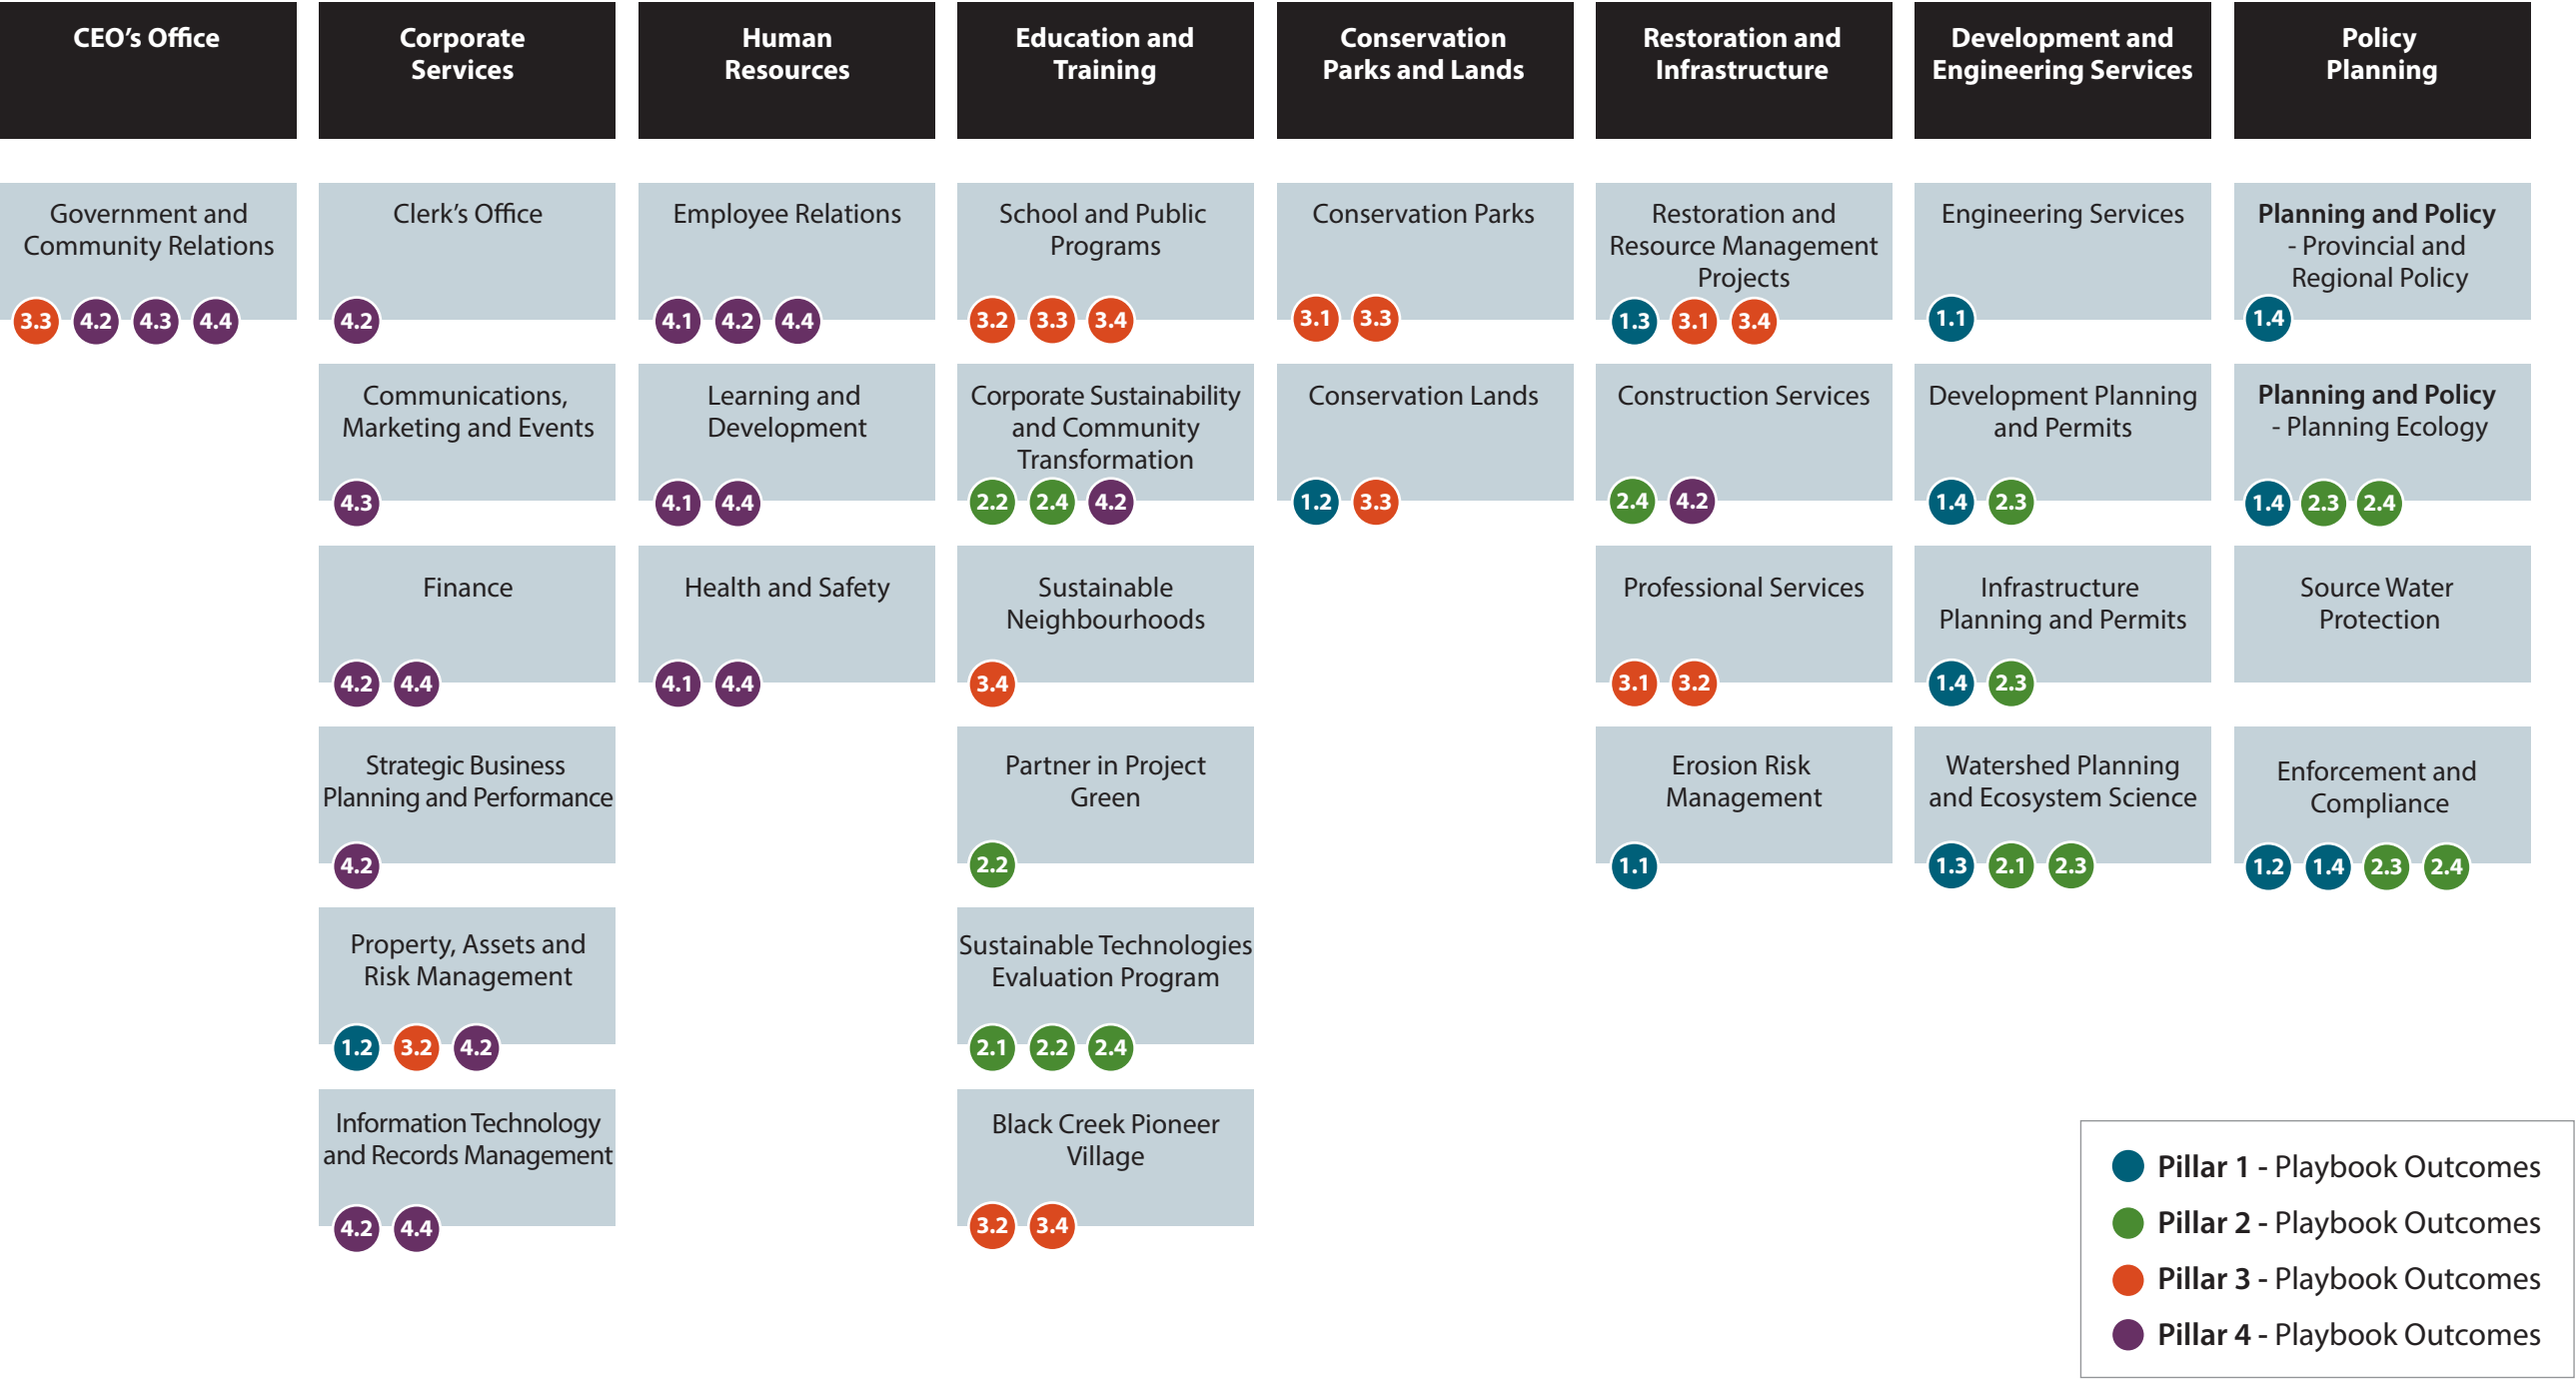 CEO's Office
Corporate
Services
Human
Resources
Education and
Training
Conservation
Parks and Lands
Restoration and
Infrastructure
Development and
Engineering Services
Policy
Planning
Government and
Community Relations
3.3 4.2 4.3 4.4
Clerk's Office
4.2
Communications,
Marketing and Events
4.3
Finance
4.2 4.4
Strategic Business
Planning and Performance
4.2
Property, Assets and
Risk Management
1.2 3.2 4.2
Information Technology
and Records Management
4.2 4.4
Employee Relations
4.1 4.2 4.4
Learning and
Development
4.1 4.4
Health and Safety
4.1 4.4
School and Public
Programs
3.2 3.3 3.4
Corporate Sustainability
and Community
Transformation
2.2 2.4 4.2
Sustainable
Neighbourhoods
3.4
Partner in Project
Green
2.2
Sustainable Technologies
Evaluation Program
2.1 2.2 2.4
Black Creek Pioneer
Village
3.2 3.4
Conservation Parks
3.1 3.3
Conservation Lands
1.2 3.3
Restoration and
Resource Management
Projects
1.3 3.1 3.4
Construction Services
2.4 4.2
Professional Services
3.1 3.2
Erosion Risk
Management
1.1
Engineering Services
1.1
Development Planning
and Permits
1.4 2.3
Infrastructure
Planning and Permits
1.4 2.3
Watershed Planning
and Ecosystem Science
1.3 2.1 2.3
Planning and Policy
- Provincial and
Regional Policy
1.4
Planning and Policy
- Planning Ecology
1.4 2.3 2.4
Source Water
Protection
Enforcement and
Compliance
1.2 1.4 2.3 2.4
Pillar 1 - Playbook Outcomes
Pillar 2 - Playbook Outcomes
Pillar 3 - Playbook Outcomes
Pillar 4 - Playbook Outcomes